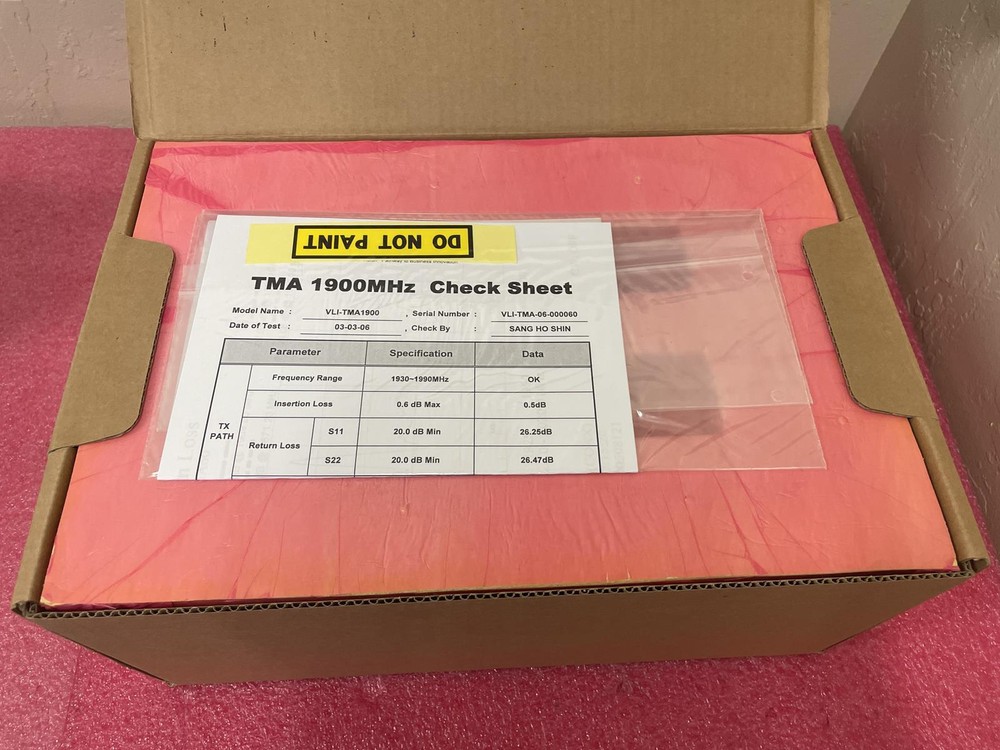 DO NOT PAINT
TMA 1900MHz Check Sheet
Model Name : VLI-TMA1900 , Serial Number : VLI-TMA-06-000060
Date of Test : 03-03-06 , Check By : SANG HO SHIN
Parameter Specification Data
TX PATH
Frequency Range 1930~1990MHz OK
Insertion Loss 0.6 dB Max 0.5dB
Return Loss
S11 20.0 dB Min 26.25dB
S22 20.0 dB Min 26.47dB